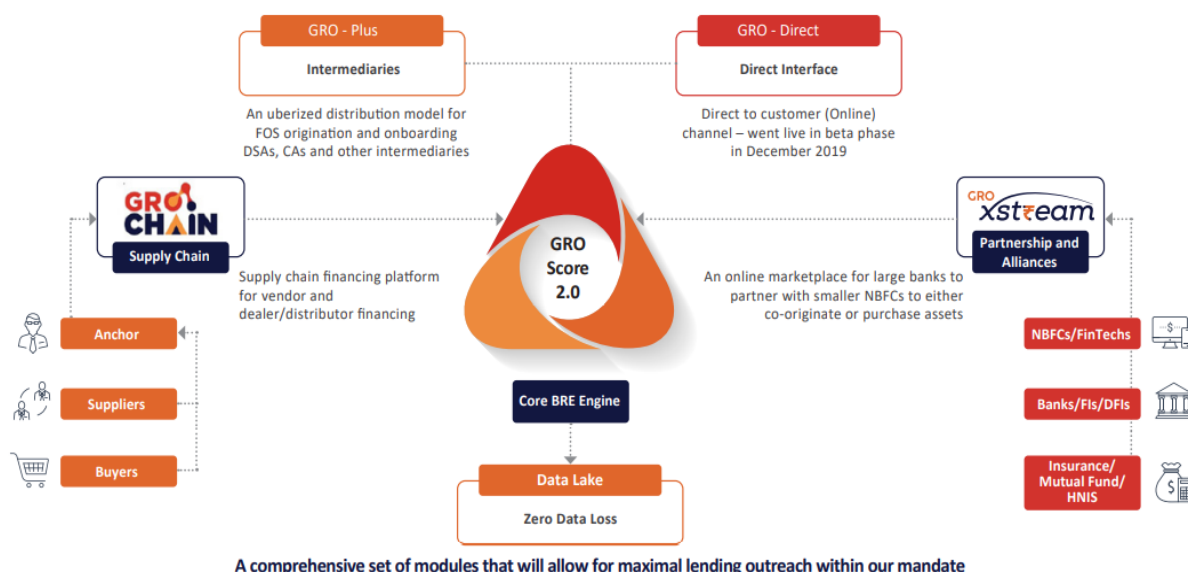 GRO - Plus
Intermediaries
An uberized distribution model for
FOS origination and onboarding
DSAs, CAs and other intermediaries
GRO - Direct
Direct Interface
Direct to customer (Online)
channel – went live in beta phase
in December 2019
GRO
CHAIN
Supply Chain
Supply chain financing platform
for vendor and
dealer/distributor financing
GRO
Score
2.0
GRO
xst₹eam
Partnership and
Alliances
An online marketplace for large banks to
partner with smaller NBFCs to either
co-originate or purchase assets
Anchor
Suppliers
Buyers
NBFCs/FinTechs
Banks/FIs/DFIs
Insurance/
Mutual Fund/
HNIS
Core BRE Engine
Data Lake
Zero Data Loss
A comprehensive set of modules that will allow for maximal lending outreach within our mandate